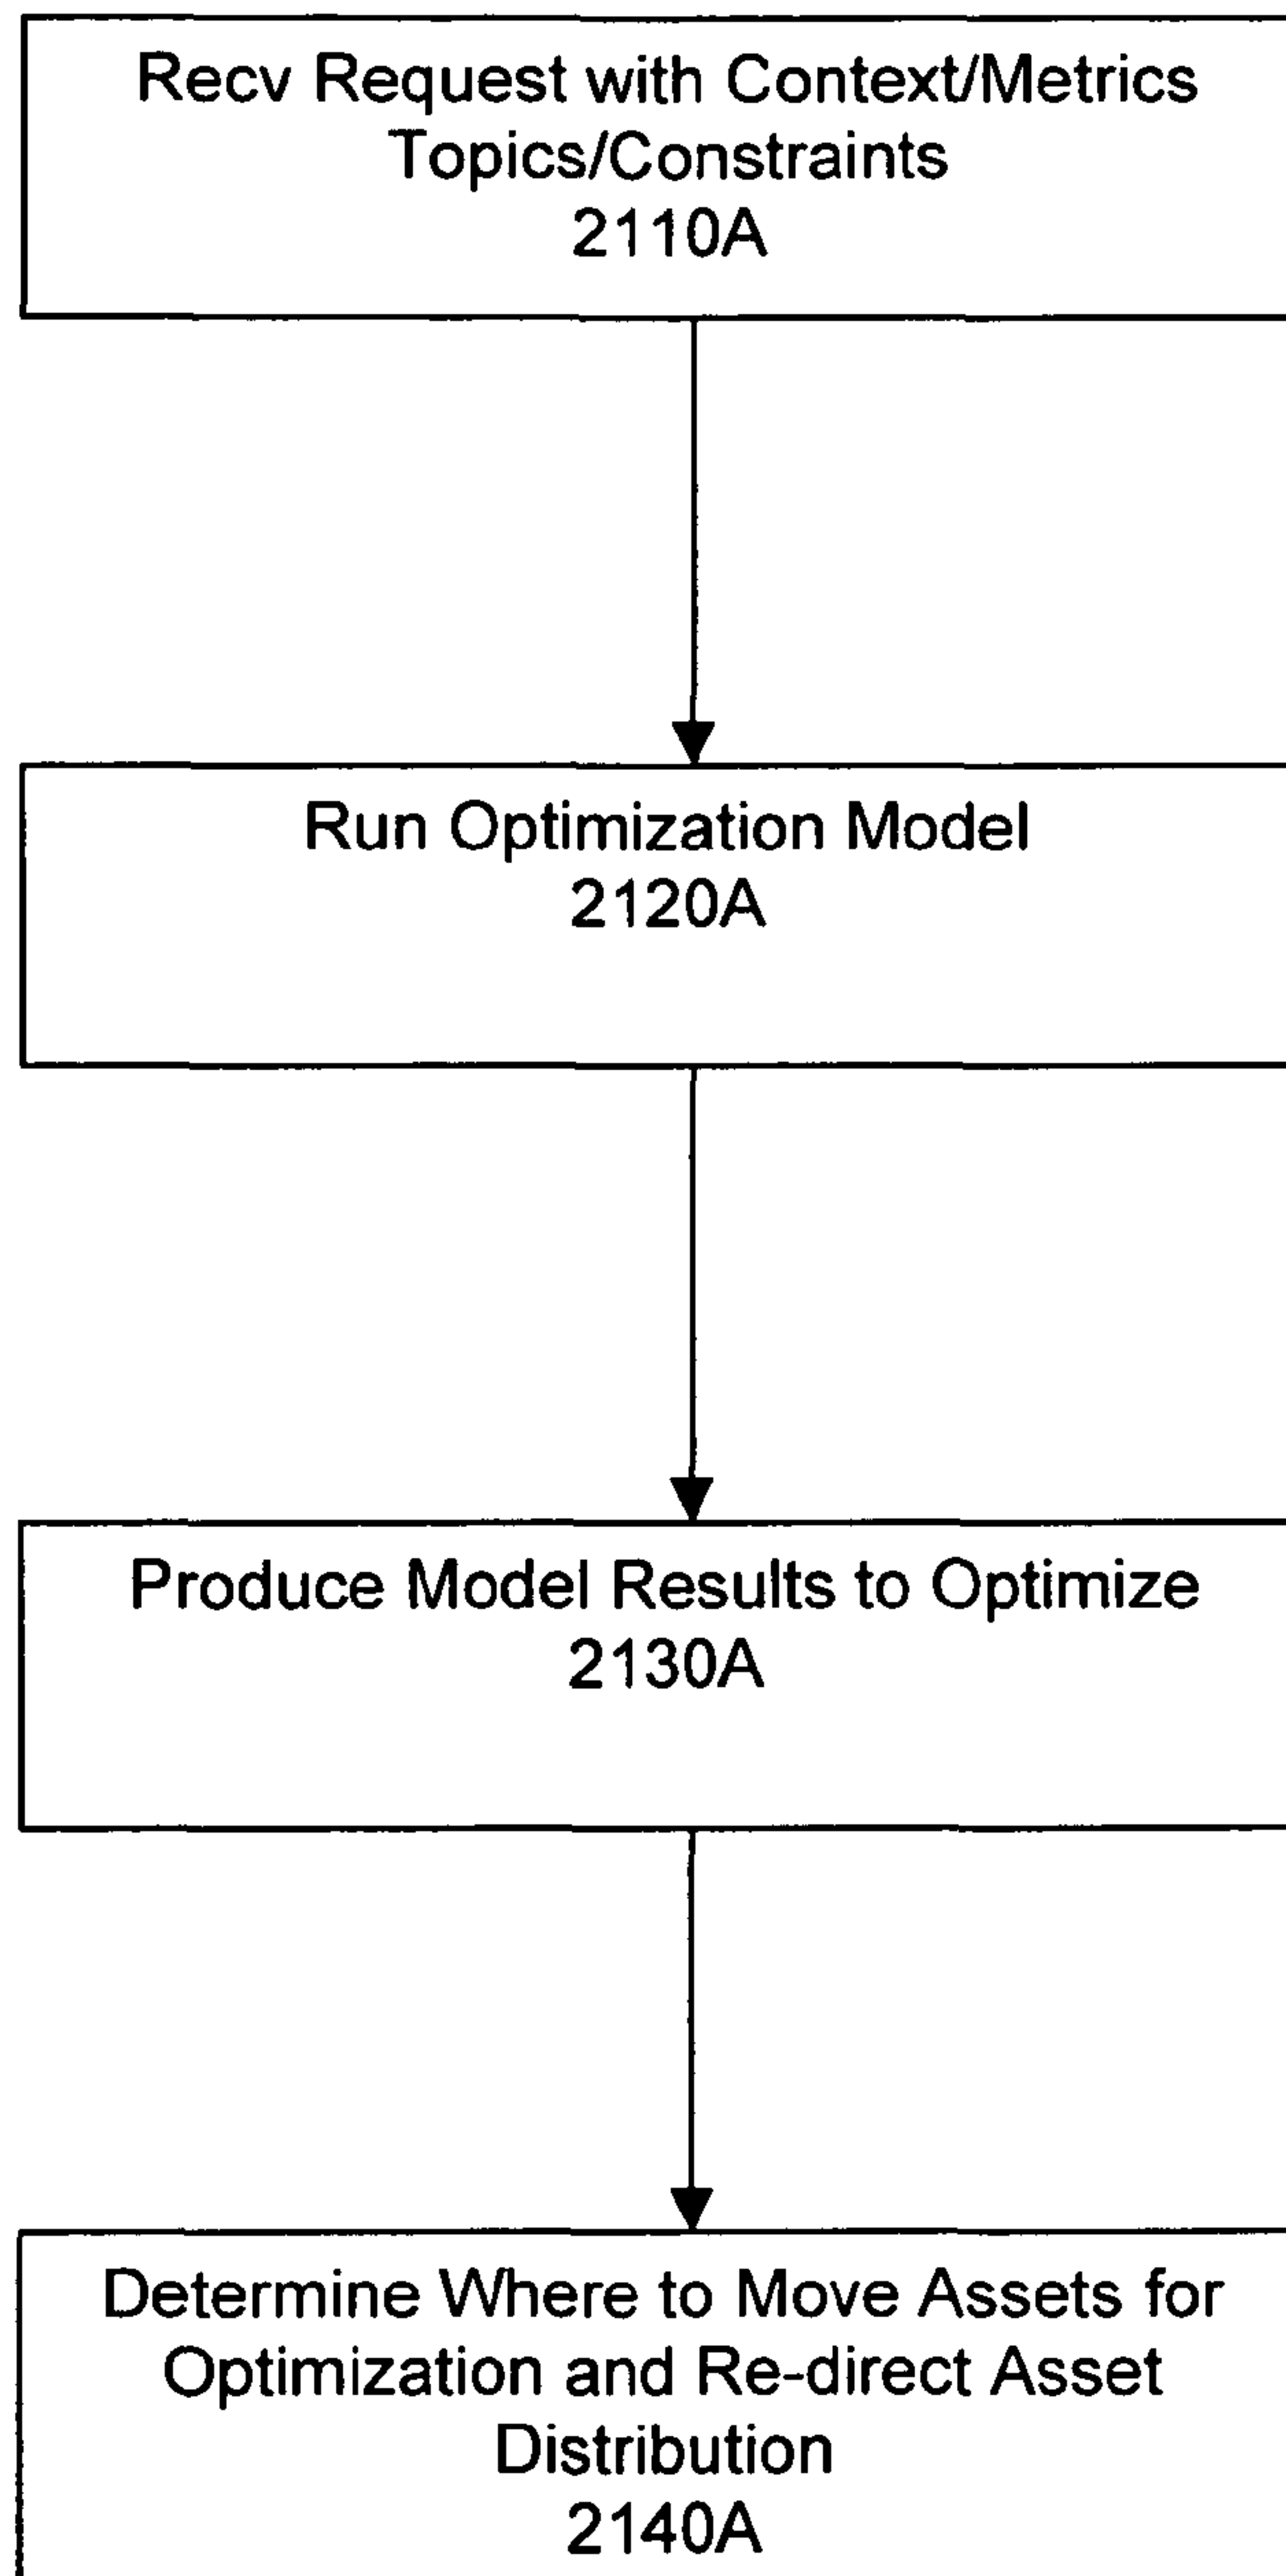 Recv Request with Context/Metrics
Topics/Constraints
2110A
Run Optimization Model
2120A
Produce Model Results to Optimize
2130A
Determine Where to Move Assets for
Optimization and Re-direct Asset
Distribution
2140A